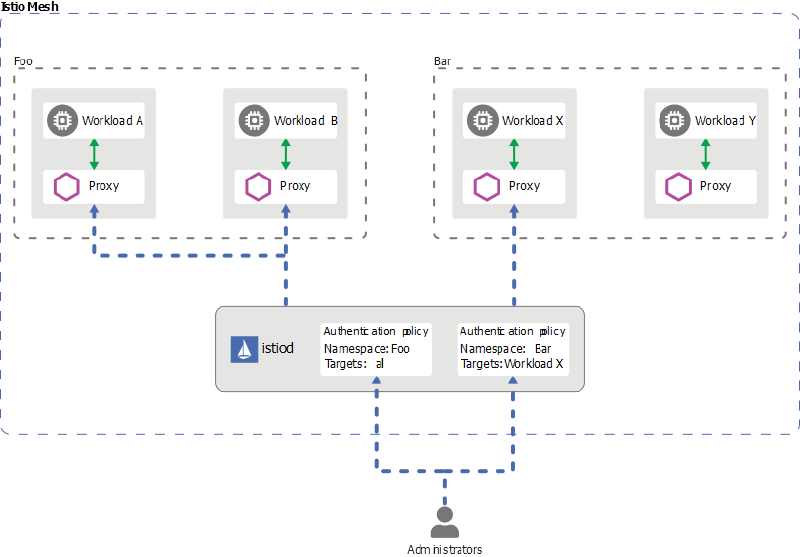 Istio Mesh
Foo
Bar
Workload A
Workload B
Workload X
Workload Y
Proxy
Proxy
Proxy
Proxy
istiod
Authentication policy
Namespace: Foo
Targets: al
Authentication policy
Namespace: Bar
Targets: Workload X
Administrators